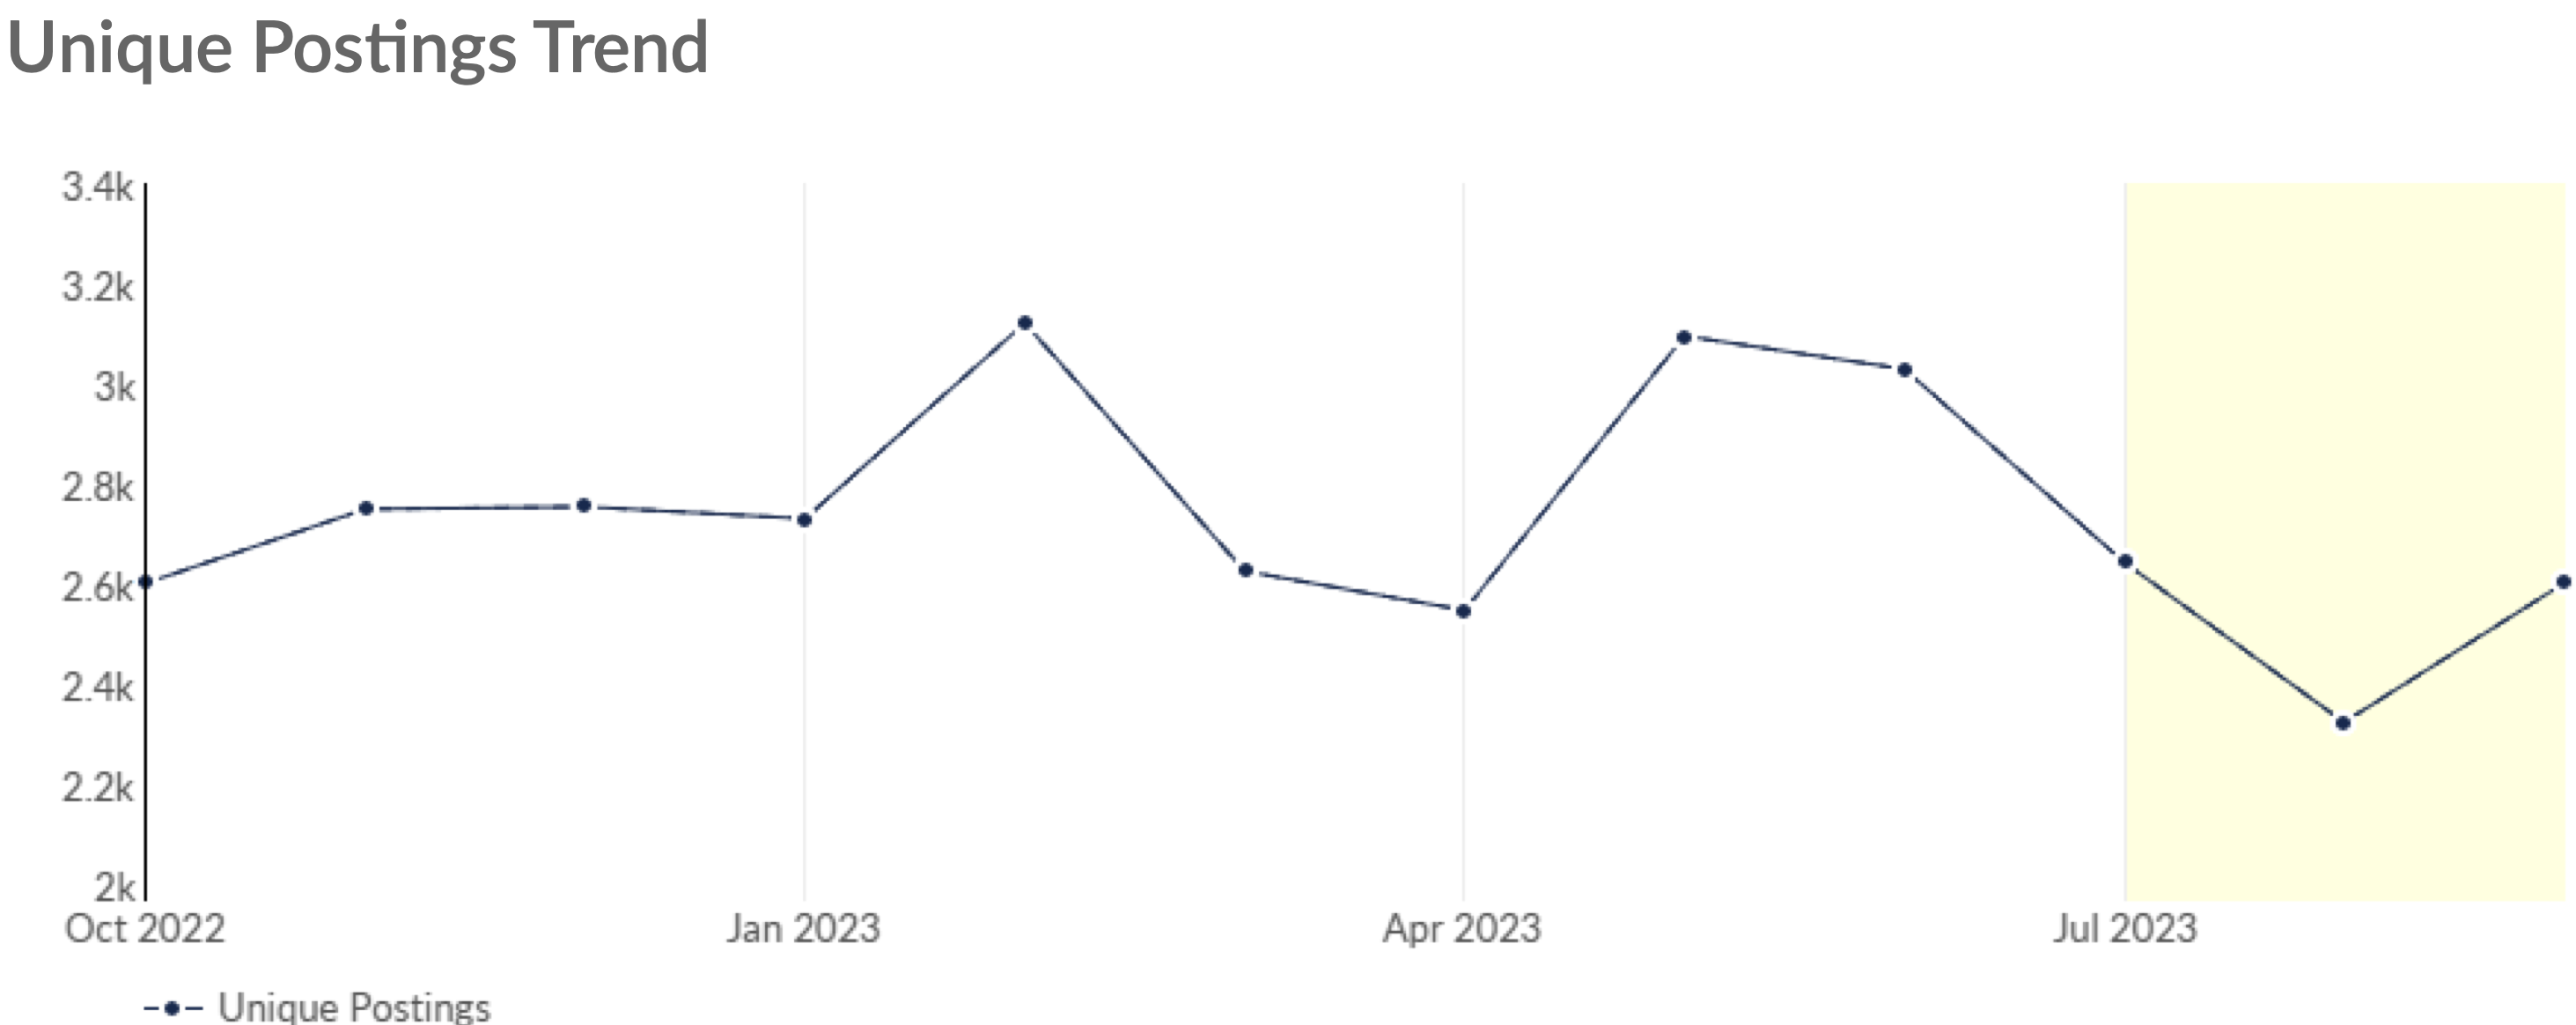 Unique Postings Trend
3.4k
3.2k
3k
2.8k
2.6k
2.4k
2.2k
2k
Oct 2022 Jan 2023 Apr 2023 Jul 2023
Unique Postings